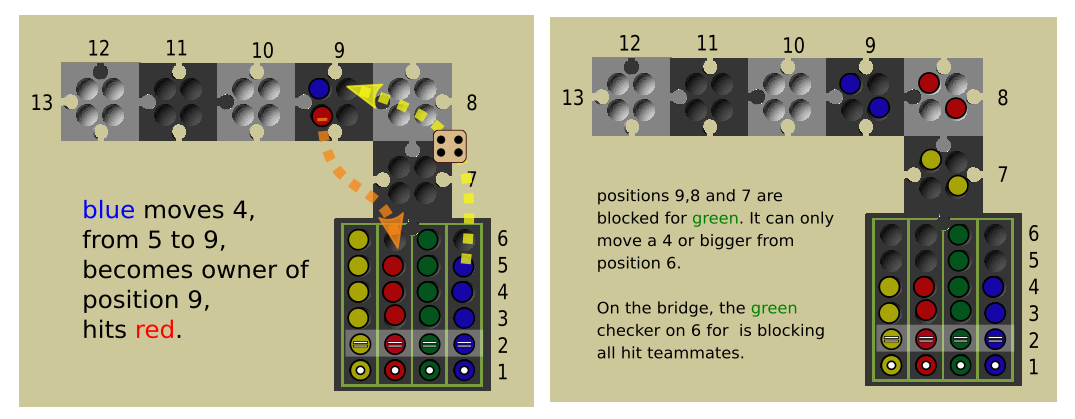 12 11 10 9
13
8
7
blue moves 4,
from 5 to 9,
becomes owner of
position 9,
hits red.
6
5
4
3
2
1
12 11 10 9
13
8
7
positions 9,8 and 7 are
blocked for green. It can only
move a 4 or bigger from
position 6.
On the bridge, the green
checker on 6 for is blocking
all hit teammates.
6
5
4
3
2
1